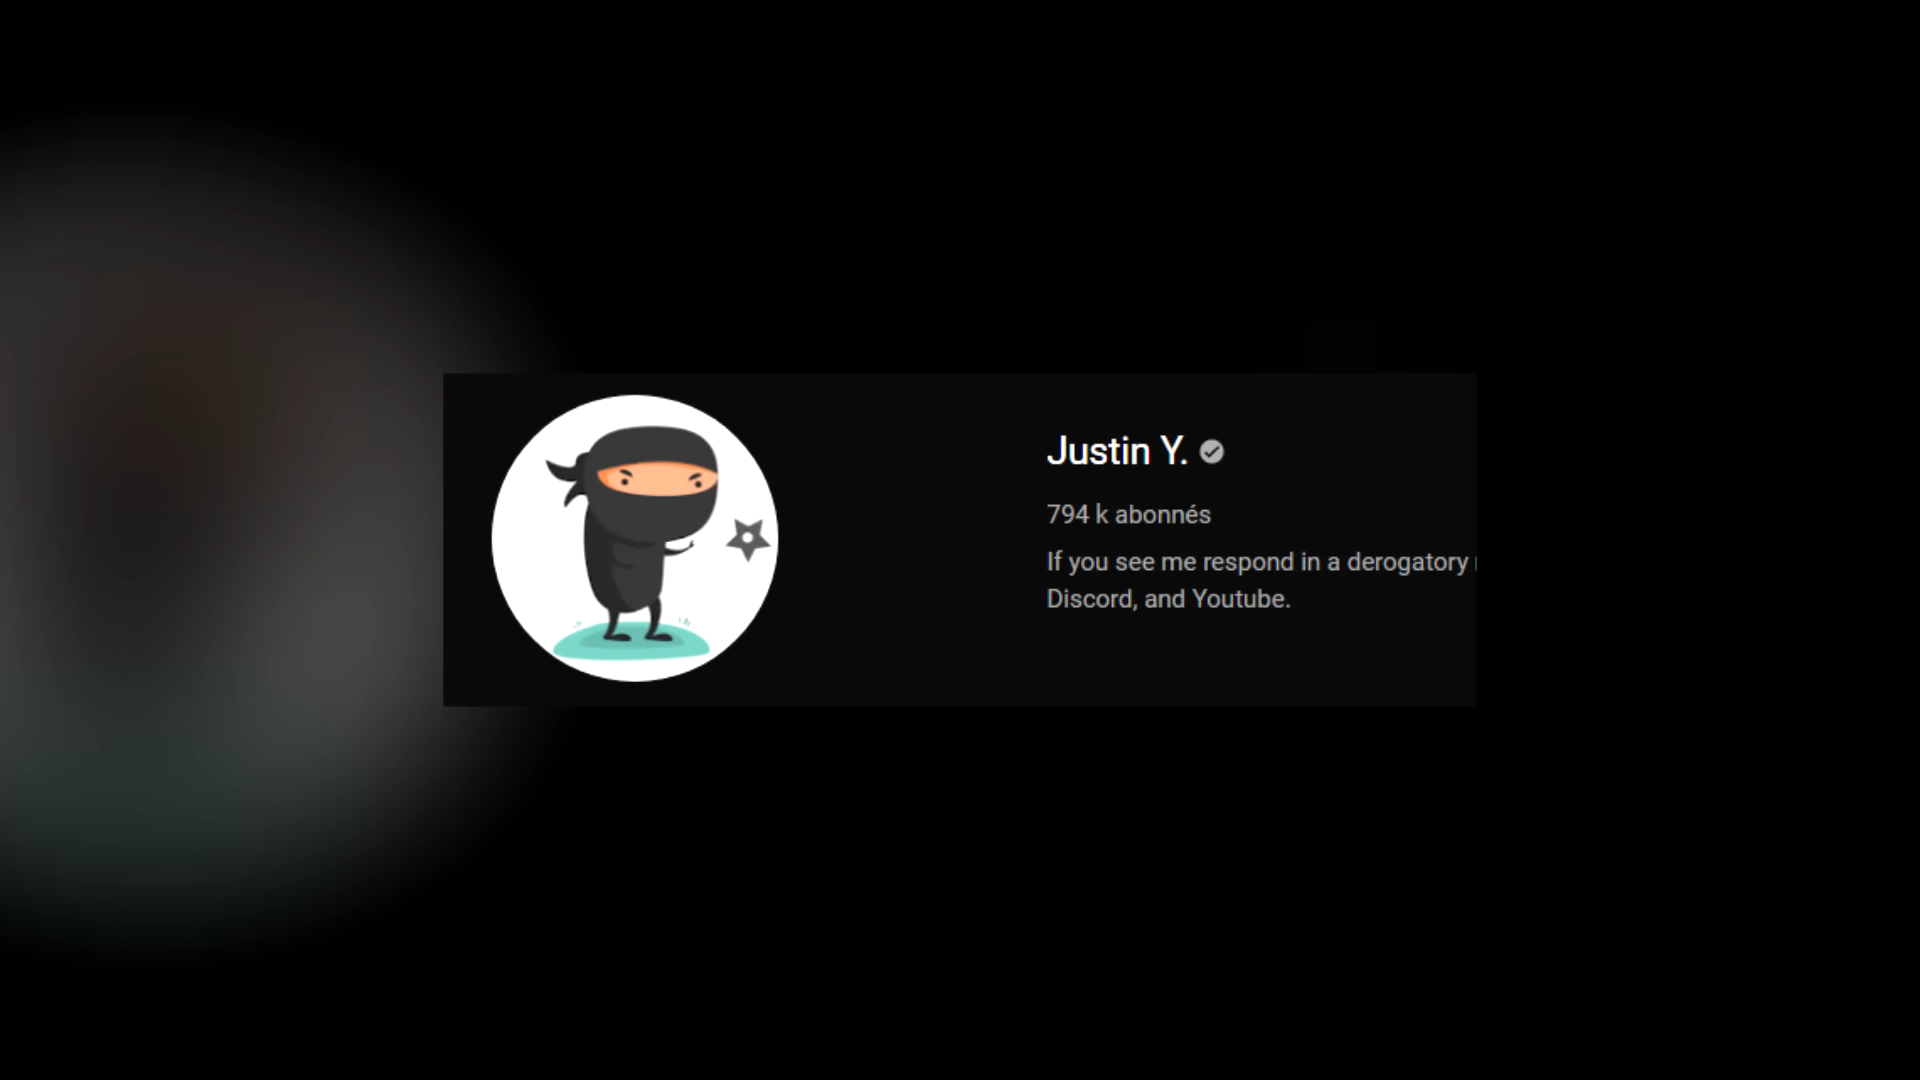 Justin Y.
794 k abonnés
If you see me respond in a derogatory
Discord, and Youtube.